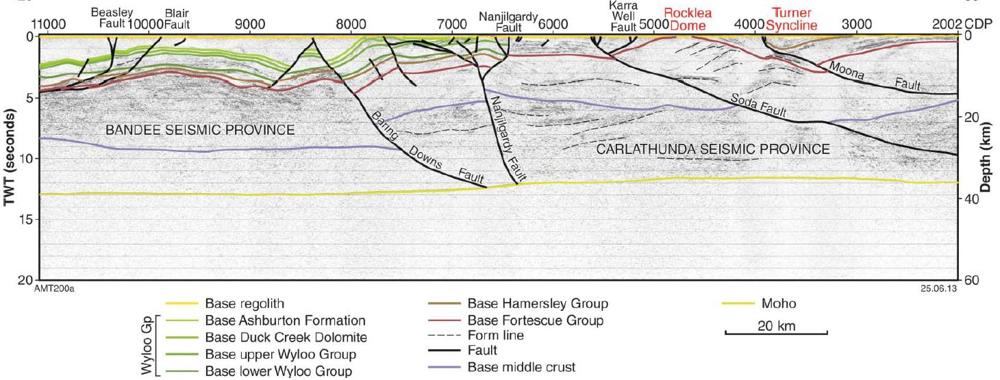 Beasley
Fault
Blair
Fault
Nanjilgardy
Fault
Karra
Well
Fault
Rocklea
Dome
Turner
Syncline
11000 10000 9000 8000 7000 6000 5000 4000 3000 2002 CDP
0
5
10
15
20
TWT (seconds)
0
20
40
60
Depth (km)
BANDEE SEISMIC PROVINCE
Baring Downs Fault
Nanjilgardy Fault
Soda Fault
Moona Fault
CARLATHUNDA SEISMIC PROVINCE
AMT200a
25.06.13
Wyloo Gp
Base regolith
Base Ashburton Formation
Base Duck Creek Dolomite
Base upper Wyloo Group
Base lower Wyloo Group
Base Hamersley Group
Base Fortescue Group
Form line
Fault
Base middle crust
Moho
20 km